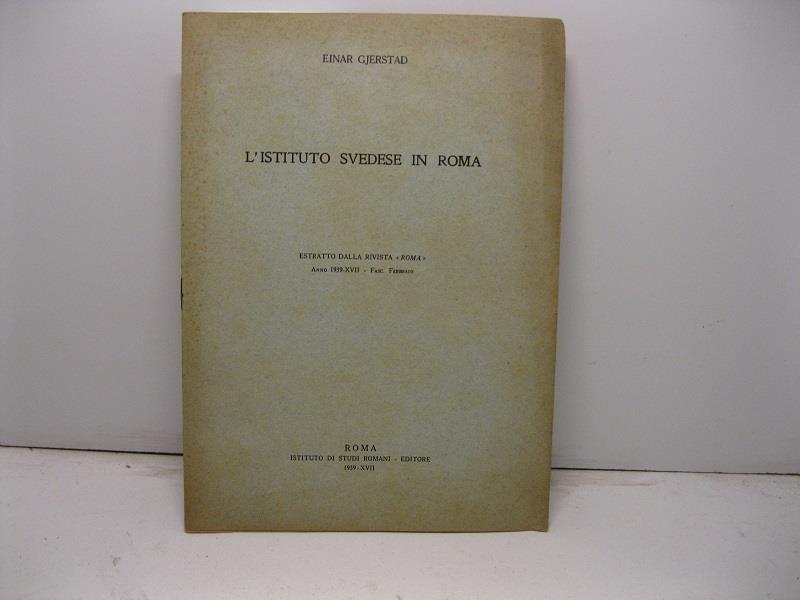 EINAR GJERSTAD
L'ISTITUTO SVEDESE IN ROMA
ESTRATTO DALLA RIVISTA «ROMA»
ANNO 1939-XVII - FASC. FEBBRAIO
ROMA
ISTITUTO DI STUDI ROMANI - EDITORE
1939-XVII